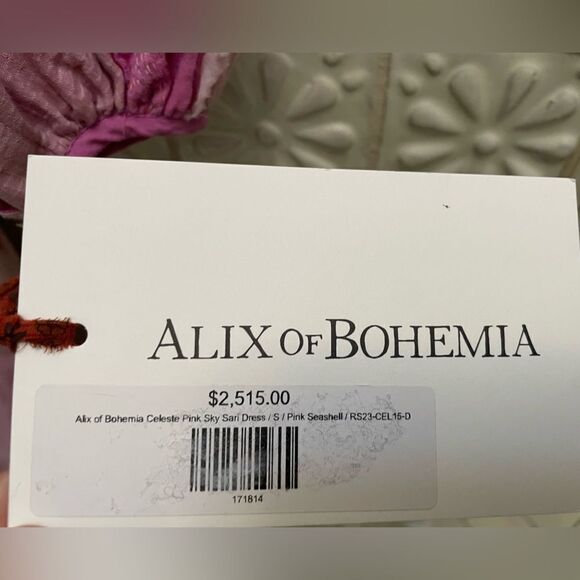 ALIX OF BOHEMIA
$2,515.00
Alix of Bohemia Celeste Pink Sky Sari Dress / S / Pink Seashell / RS23-CEL15-D
171814